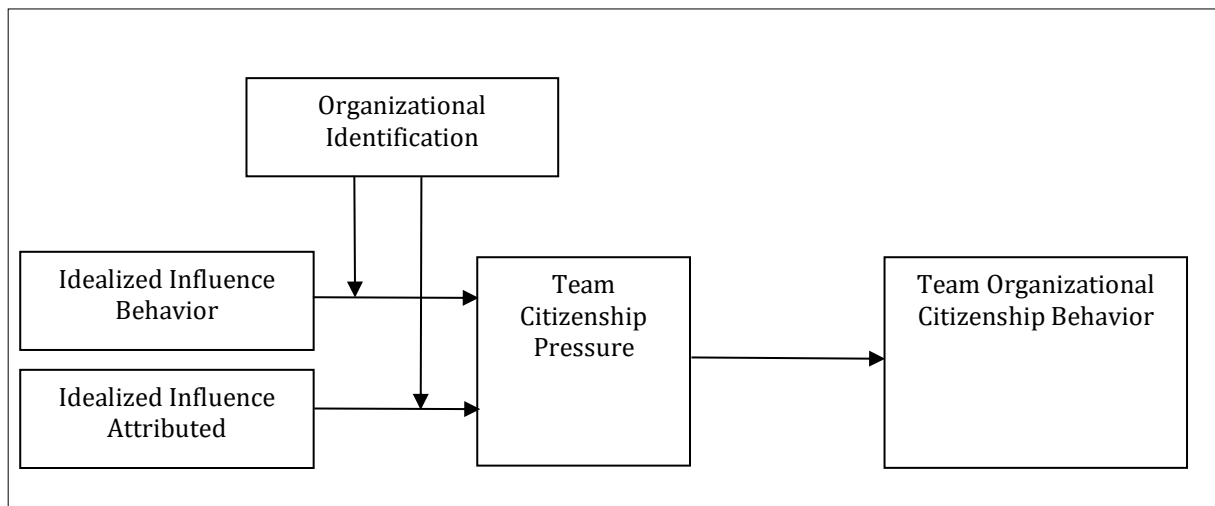 Organizational
Identification
Idealized Influence
Behavior
Team
Citizenship
Pressure
Team Organizational
Citizenship Behavior
Idealized Influence
Attributed